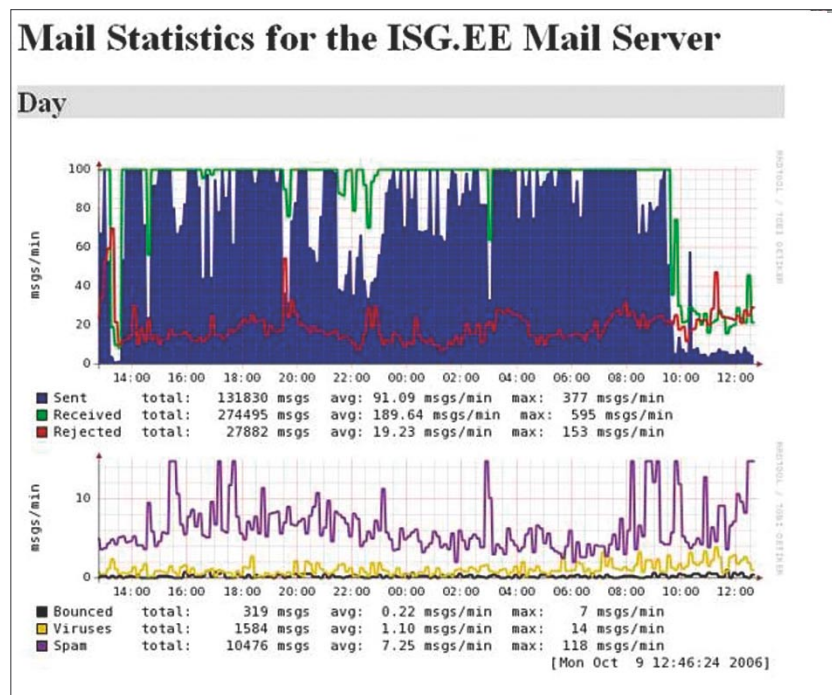 Mail Statistics for the ISG.EE Mail Server
Day
100
80
60
40
20
0
msgs/min
14:00 16:00 18:00 20:00 22:00 00:00 02:00 04:00 06:00 08:00 10:00 12:00
RRDTOOL / TOBI OETIKER
Sent total: 131830 msgs avg: 91.09 msgs/min max: 377 msgs/min
Received total: 274495 msgs avg: 189.64 msgs/min max: 595 msgs/min
Rejected total: 27882 msgs avg: 19.23 msgs/min max: 153 msgs/min
10
0
msgs/min
14:00 16:00 18:00 20:00 22:00 00:00 02:00 04:00 06:00 08:00 10:00 12:00
RRDTOOL / TOBI OETIKER
Bounced total: 319 msgs avg: 0.22 msgs/min max: 7 msgs/min
Viruses total: 1584 msgs avg: 1.10 msgs/min max: 14 msgs/min
Spam total: 10476 msgs avg: 7.25 msgs/min max: 118 msgs/min
[Mon Oct 9 12:46:24 2006]